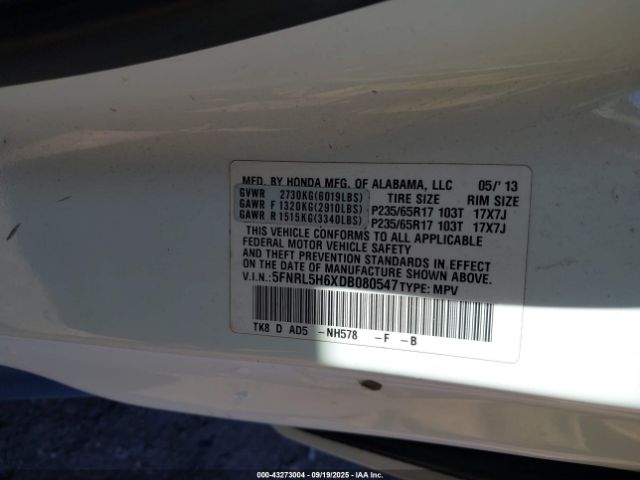 MFD. BY HONDA MFG. OF ALABAMA, LLC 05/'13
GVWR 2730KG(6019LBS) TIRE SIZE RIM SIZE
GAWR F 1320KG(2910LBS) P235/65R17 103T 17X7J
GAWR R 1515KG(3340LBS) P235/65R17 103T 17X7J
THIS VEHICLE CONFORMS TO ALL APPLICABLE
FEDERAL MOTOR VEHICLE SAFETY
AND THEFT PREVENTION STANDARDS IN EFFECT
ON THE DATE OF MANUFACTURE SHOWN ABOVE.
V.I.N.: 5FNRL5H6XDB080547 TYPE: MPV
TK8 D AD5 -NH578 -F -B
000-43273004 - 09/19/2025 - © IAA Inc.